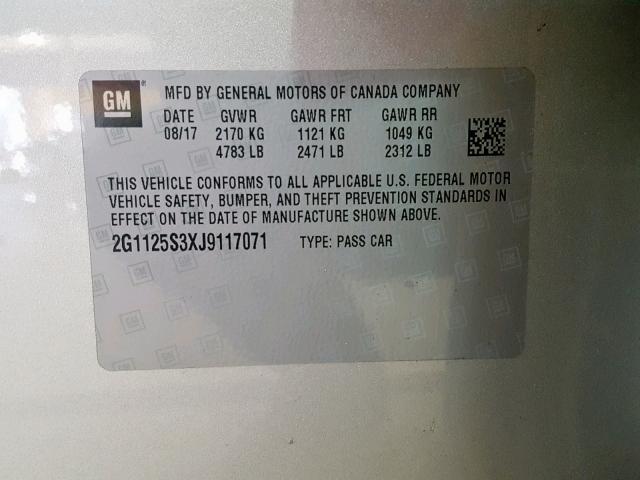 GM ® MFD BY GENERAL MOTORS OF CANADA COMPANY
DATE GVWR GAWR FRT GAWR RR
08/17 2170 KG 1121 KG 1049 KG
4783 LB 2471 LB 2312 LB
THIS VEHICLE CONFORMS TO ALL APPLICABLE U.S. FEDERAL MOTOR
VEHICLE SAFETY, BUMPER, AND THEFT PREVENTION STANDARDS IN
EFFECT ON THE DATE OF MANUFACTURE SHOWN ABOVE.
2G1125S3XJ9117071 TYPE: PASS CAR